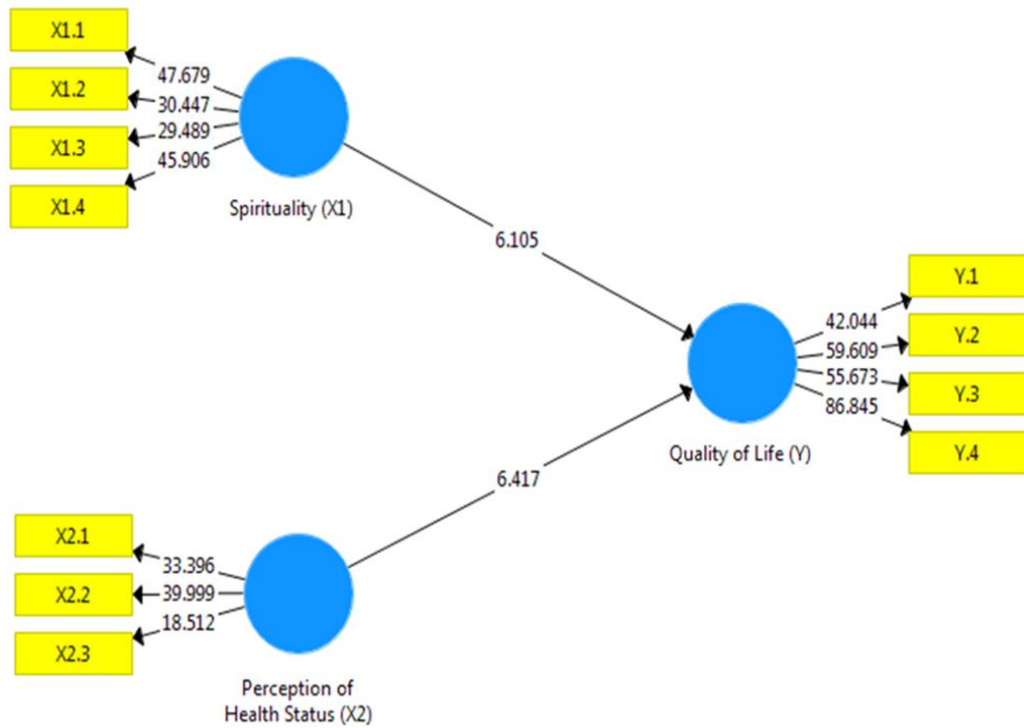 X1.1
47.679
X1.2
30.447
X1.3
29.489
X1.4
45.906
Spirituality (X1)
6.105
Y.1
42.044
Y.2
59.609
Y.3
55.673
Y.4
86.845
Quality of Life (Y)
6.417
X2.1
33.396
X2.2
39.999
X2.3
18.512
Perception of
Health Status (X2)